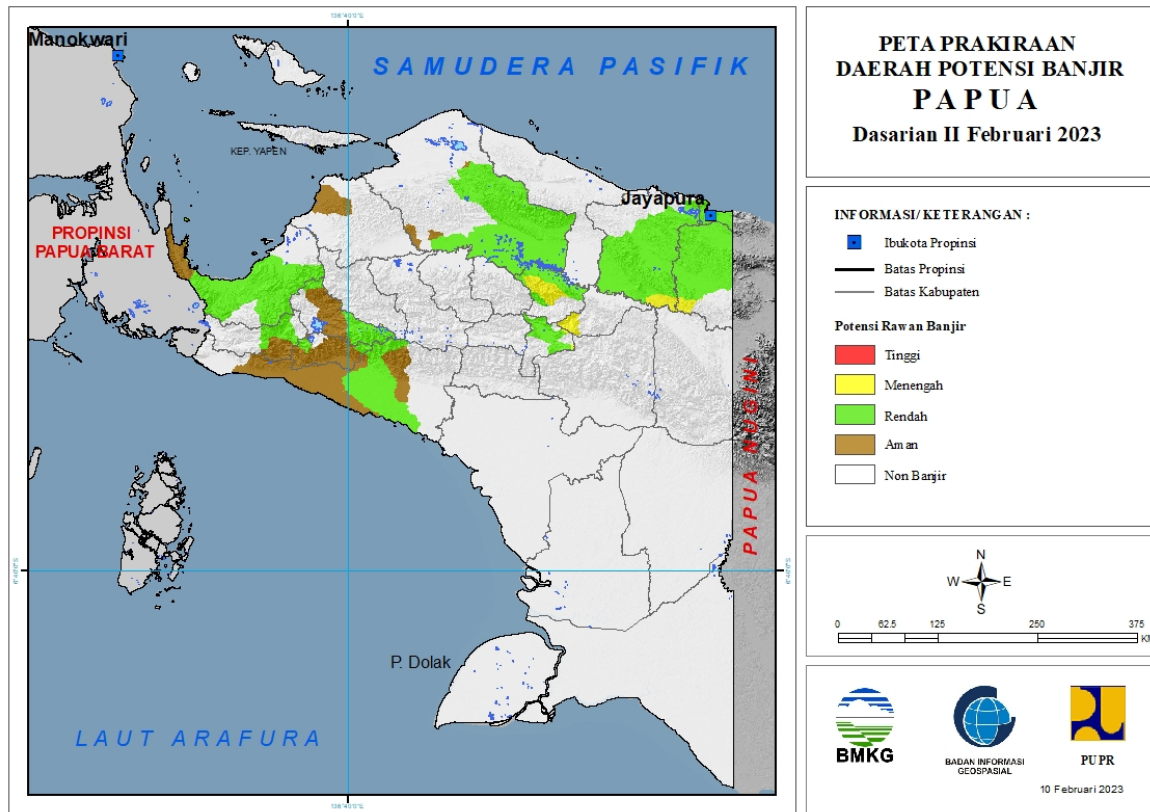 Manokwari
SAMUDERA PASIFIK
KEP. YAPEN
Jayapura
PROPINSI
PAPUA BARAT
PAPUA NUGINI
P. Dolak
LAUT ARAFURA
PETA PRAKIRAAN
DAERAH POTENSI BANJIR
PAPUA
Dasarian II Februari 2023
INFORMASI/ KETERANGAN :
Ibukota Propinsi
Batas Propinsi
Batas Kabupaten
Potensi Rawan Banjir
Tinggi
Menengah
Rendah
Aman
Non Banjir
N
W E
S
0 62.5 125 250 375
KM
BMKG
BADAN INFORMASI
GEOSPASIAL
PUPR
10 Februari 2023